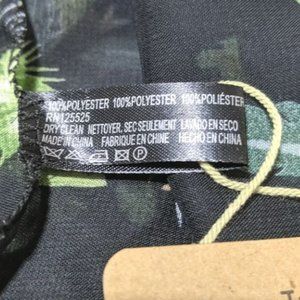 100%POLYESTER 100%POLYESTER 100%POLIÉSTER
RN125525
DRY CLEAN NETTOYER. SEC SEULEMENT LAVADO EN SECO
MADE IN CHINA FABRIQUE EN CHINE HECHO EN CHINA
P